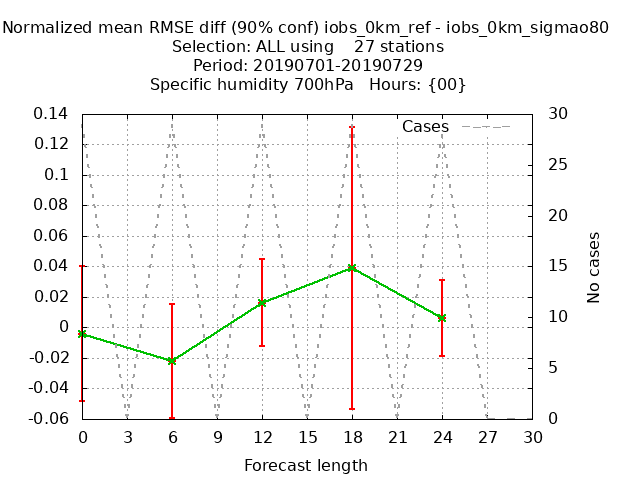 Normalized mean RMSE diff (90% conf) iobs_0km_ref - iobs_0km_sigmao80
Selection: ALL using 27 stations
Period: 20190701-20190729
Specific humidity 700hPa Hours: {00}
Cases
0.14
0.12
0.1
0.08
0.06
0.04
0.02
0
-0.02
-0.04
-0.06
30
25
20
15
10
5
0
No cases
0 3 6 9 12 15 18 21 24 27 30
Forecast length